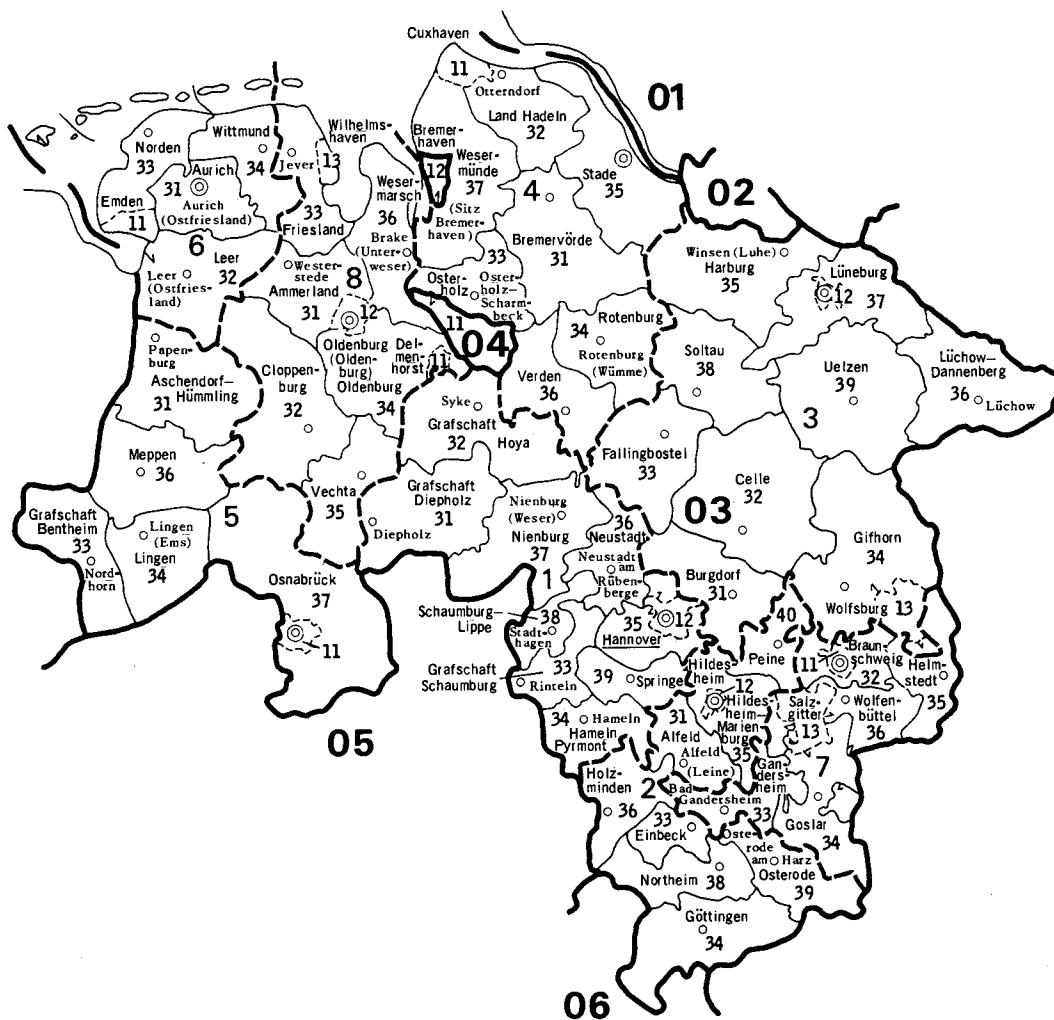 Cuxhaven
11
Otterndorf
Land Hadeln
32
01
Wittmund
34
Jever
Wilhelms-
haven
13
Bremer-
haven
12
Weser-
münde
37
(Sitz
Bremer-
haven)
Norden
33
Aurich
31
Aurich
(Ostfriesland)
Emden
11
6
33
Friesland
Weser-
marsch
36
Brake
(Unter-
weser)
4
Stade
35
02
Bremervörde
31
33
Oster-
holz
Osterholz-
Scharm-
beck
Winsen (Luhe)
Harburg
35
Lüneburg
12
37
Leer
32
Leer
(Ostfries-
land)
Wester-
stede
Ammerland
31
8
12
Oldenburg
(Olden-
burg)
Oldenburg
34
Del-
menhorst
11
11
04
Rotenburg
34
Rotenburg
(Wümme)
Verden
36
Soltau
38
Uelzen
39
Lüchow—
Dannenberg
36
Lüchow
Papen-
burg
Aschendorf—
Hümmling
31
Cloppen-
burg
32
Syke
Grafschaft
32
Hoya
3
Fallingbostel
33
Celle
32
03
Meppen
36
Vechta
35
Grafschaft
Diepholz
31
Diepholz
Nienburg
(Weser)
Nienburg
37
36
Neustadt
Neustadt
am
Rüben-
berge
Gifhorn
34
Grafschaft
Bentheim
33
Nord-
horn
Lingen
(Ems)
Lingen
34
5
Osnabrück
37
11
1
Burgdorf
31
40
Wolfsburg
13
Schaumburg-
Lippe
38
Stadt-
hagen
35
12
Hannover
Grafschaft
Schaumburg
33
Rinteln
39
Springe
Hildes-
heim
12
Hildes-
heim—
Marien-
burg
35
Peine
11
Braun-
schweig
32
Helm-
stedt
35
Salz-
gitter
13
Wolfen-
büttel
36
05
34
Hameln
Hameln
Pyrmont
31
Alfeld
Alfeld
(Leine)
Gan-
ders-
heim
7
Holz-
minden
36
2
Bad
Gandersheim
33
33
Einbeck
Oste-
rode
am
Harz
Osterode
39
Goslar
34
Northeim
38
Göttingen
34
06